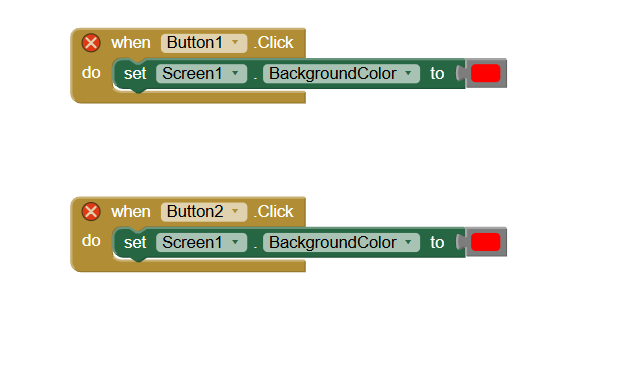 when Button1 .Click
do set Screen1 . BackgroundColor to
when Button2 .Click
do set Screen1 . BackgroundColor to